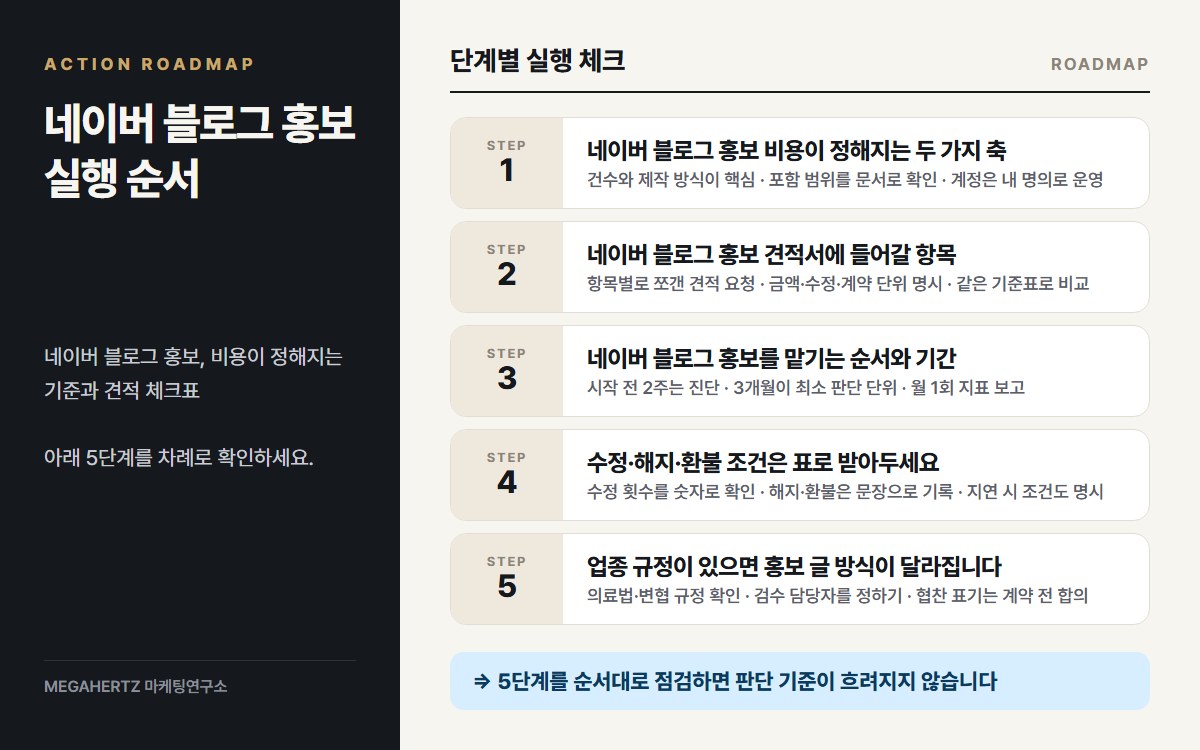 ACTION ROADMAP
네이버 블로그 홍보
실행 순서
네이버 블로그 홍보, 비용이 정해지는
기준과 견적 체크표
아래 5단계를 차례로 확인하세요.
MEGAHERTZ 마케팅연구소
단계별 실행 체크
ROADMAP
STEP
1
네이버 블로그 홍보 비용이 정해지는 두 가지 축
건수와 제작 방식이 핵심 · 포함 범위를 문서로 확인 · 계정은 내 명의로 운영
STEP
2
네이버 블로그 홍보 견적서에 들어갈 항목
항목별로 쪼갠 견적 요청 · 금액·수정·계약 단위 명시 · 같은 기준표로 비교
STEP
3
네이버 블로그 홍보를 맡기는 순서와 기간
시작 전 2주는 진단 · 3개월이 최소 판단 단위 · 월 1회 지표 보고
STEP
4
수정·해지·환불 조건은 표로 받아두세요
수정 횟수를 숫자로 확인 · 해지·환불은 문장으로 기록 · 지연 시 조건도 명시
STEP
5
업종 규정이 있으면 홍보 글 방식이 달라집니다
의료법·변협 규정 확인 · 검수 담당자를 정하기 · 협찬 표기는 계약 전 합의
→ 5단계를 순서대로 점검하면 판단 기준이 흐려지지 않습니다